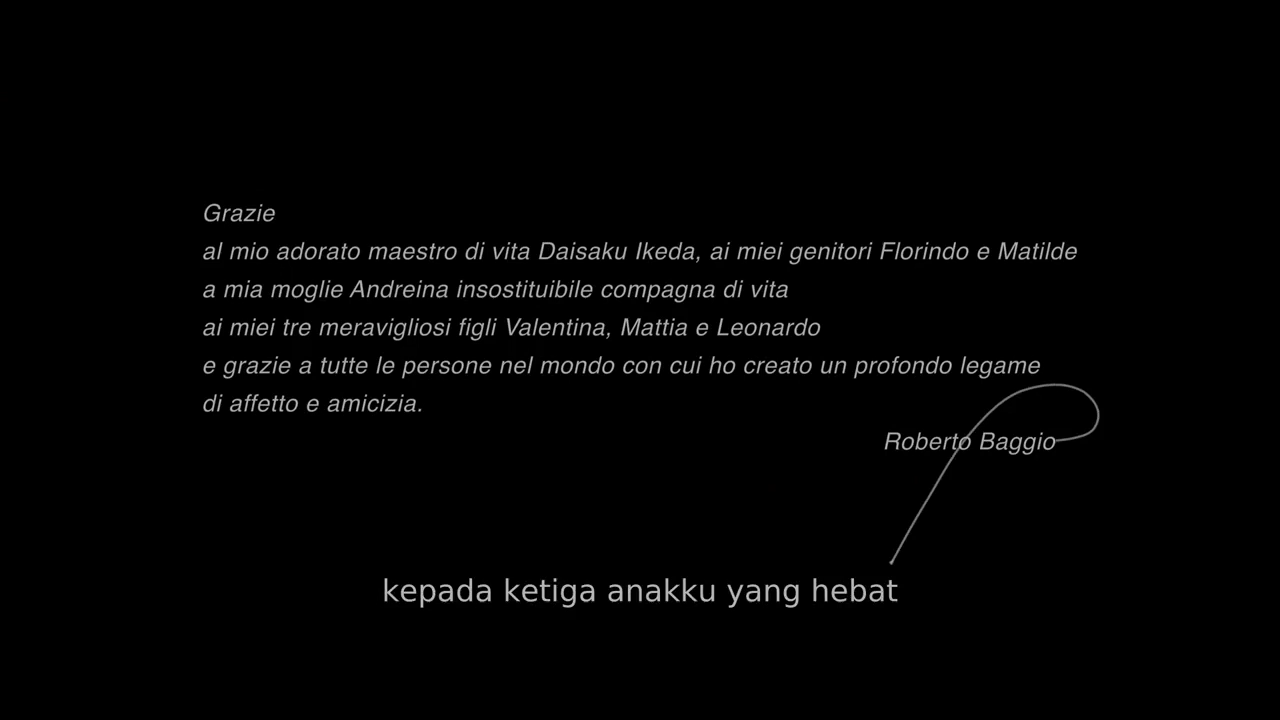 Grazie
al mio adorato maestro di vita Daisaku Ikeda, ai miei genitori Florindo e Matilde
a mia moglie Andreina insostituibile compagna di vita
ai miei tre meravigliosi figli Valentina, Mattia e Leonardo
e grazie a tutte le persone nel mondo con cui ho creato un profondo legame
di affetto e amicizia.
Roberto Baggio
kepada ketiga anakku yang hebat